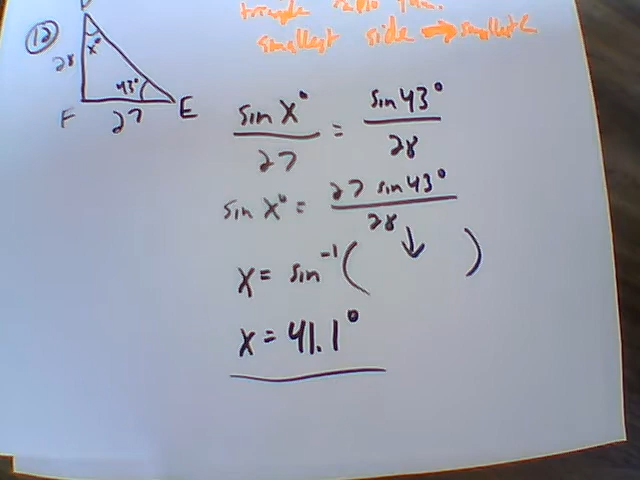 smallest side → smallest
12
x°
28
43°
F 27 E
sin x° / 27 = sin 43° / 28
sin x° = 27 sin 43° / 28
x = sin⁻¹( ↓ )
x = 41.1°